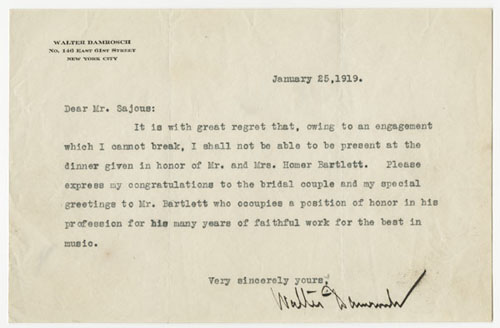 WALTER DAMROSCH
NO. 146 EAST 61ST STREET
NEW YORK CITY
January 25,1919.
Dear Mr. Sajous:
It is with great regret that, owing to an engagement
which I cannot break, I shall not be able to be present at the
dinner given in honor of Mr. and Mrs. Homer Bartlett. Please
express my congratulations to the bridal couple and my special
greetings to Mr. Bartlett who occupies a position of honor in his
profession for his many years of faithful work for the best in
music.
Very sincerely yours,
Walter Damrosch